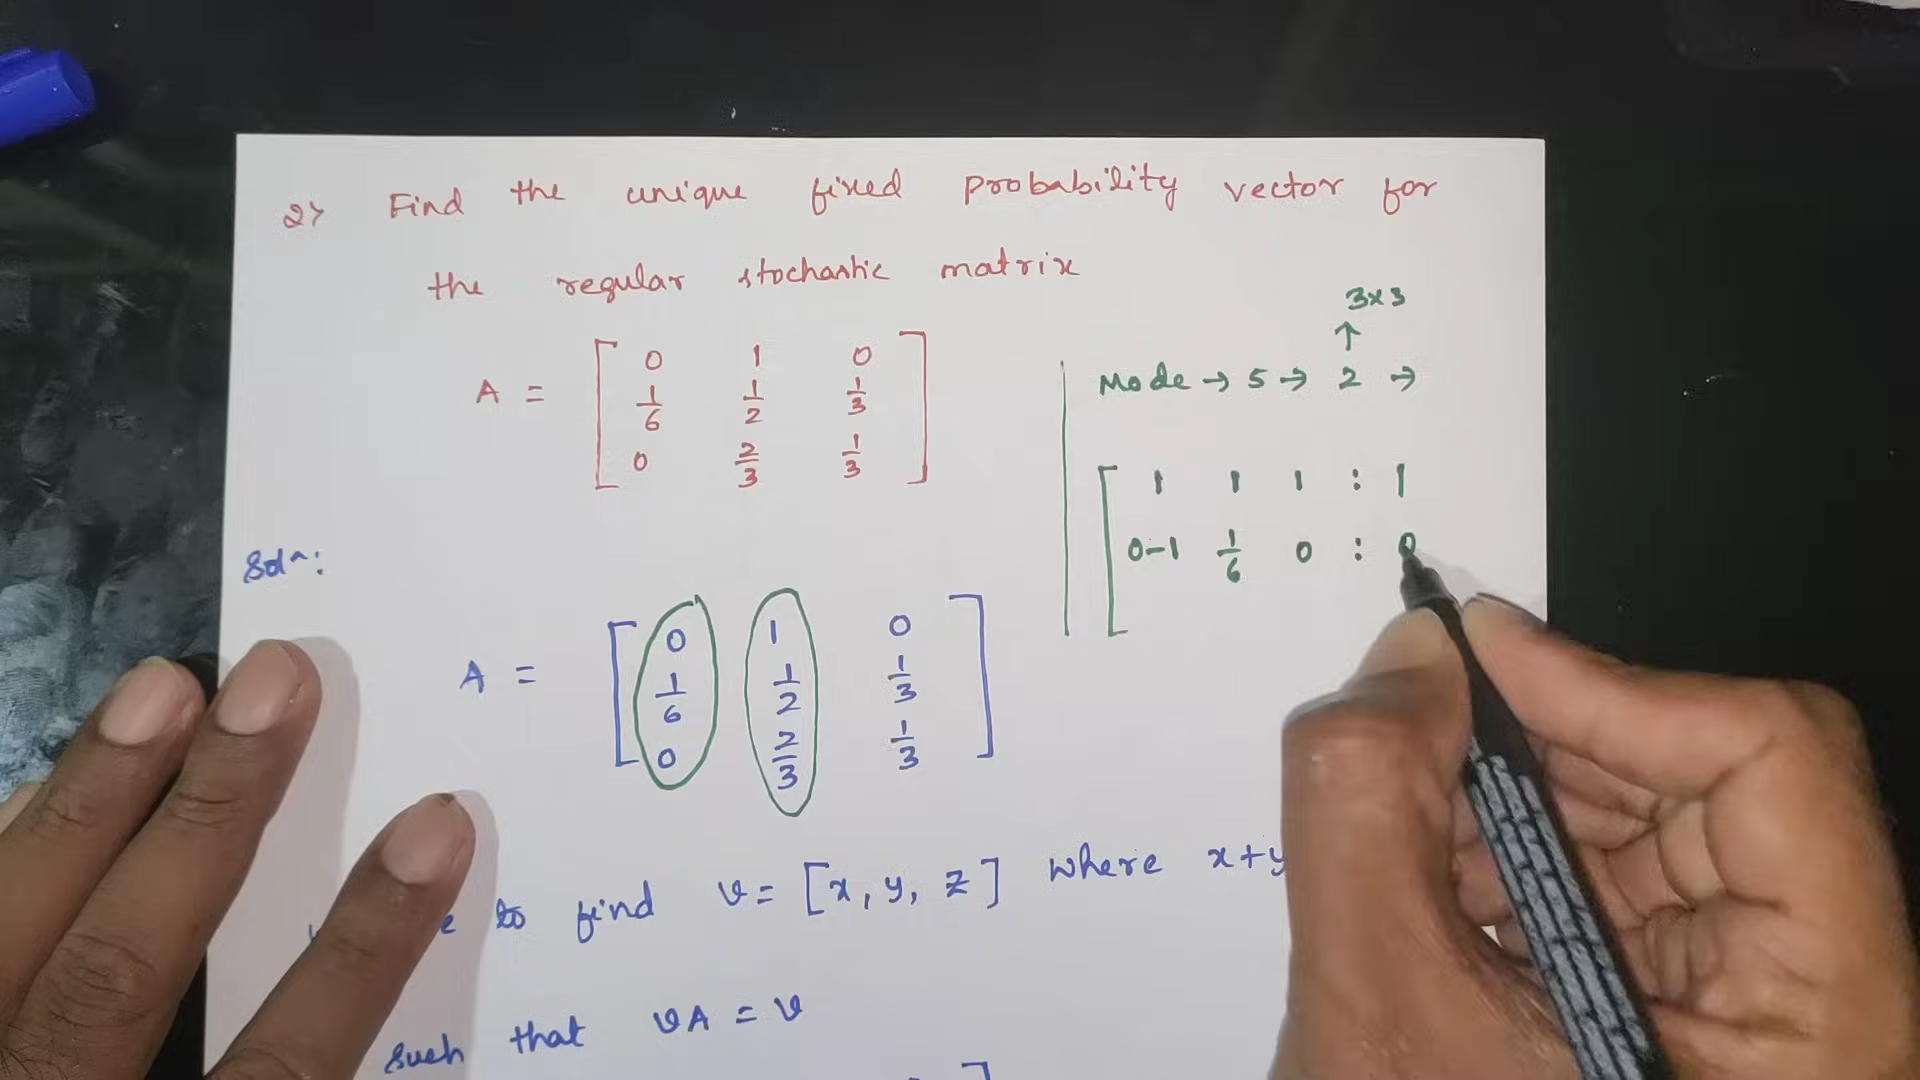 2) Find the unique fixed probability vector for
the regular stochastic matrix
A = [ 0 1 0
1/6 1/2 1/3
0 2/3 1/3 ]
3×3
↑
Mode → 5 → 2 →
[ 1 1 1 : 1
0-1 1/6 0 : 0
Solⁿ:
A = [ 0 1 0
1/6 1/2 1/3
0 2/3 1/3 ]
to find v = [x, y, z] where x+y
such that vA = v